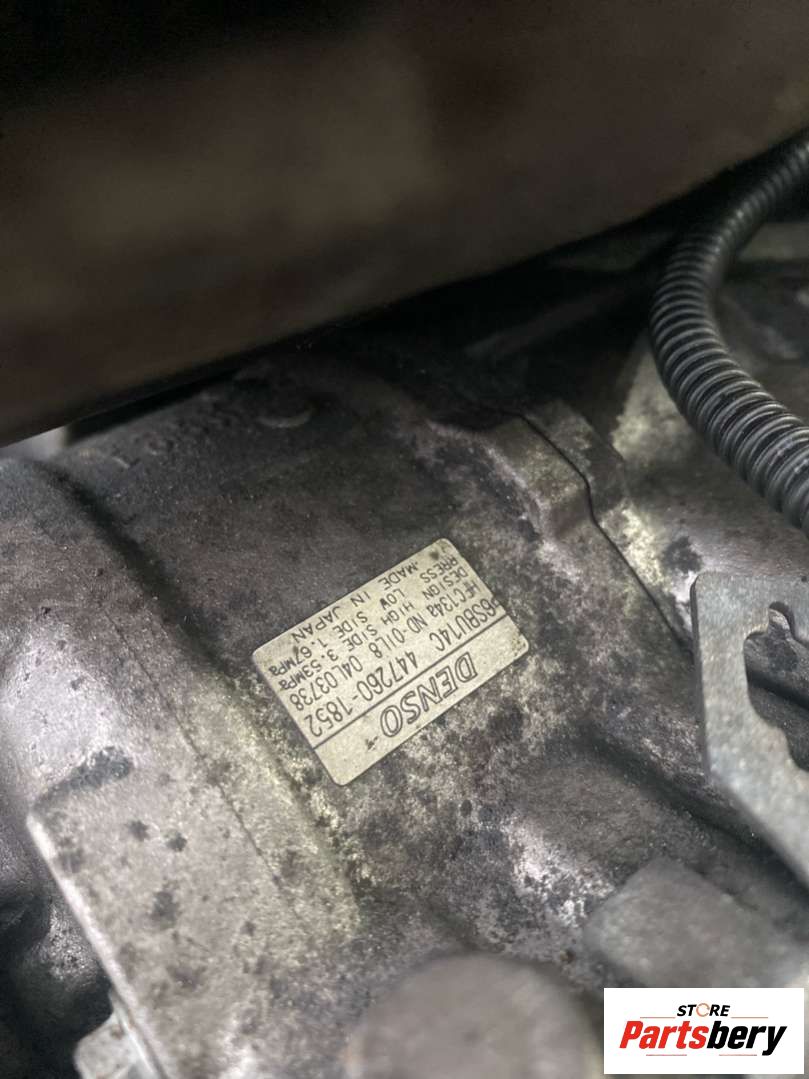 DENSO
6SBU14C 447260-1852
HFC134a ND-OIL8 04L03738
DESIGN HIGH SIDE 3.53MPa
PRESS. LOW SIDE 1.67MPa
MADE IN JAPAN
STORE
Partsbery